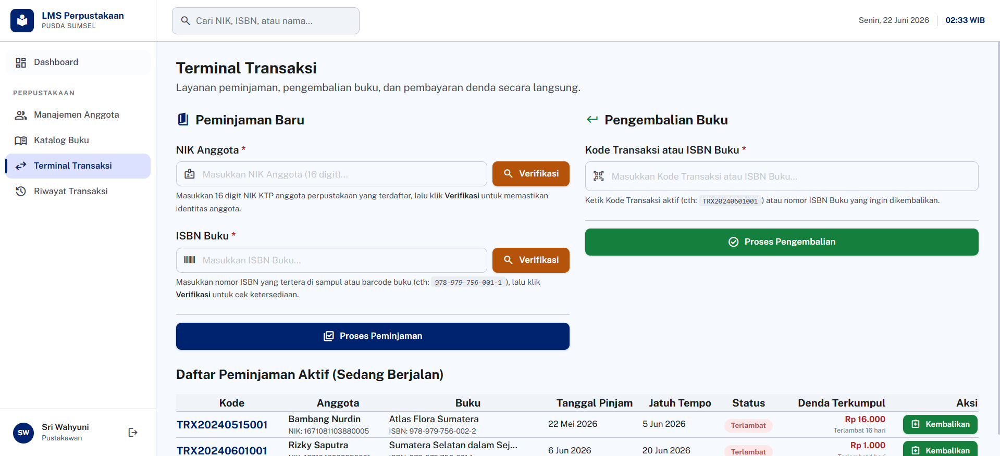 LMS Perpustakaan
PUSDA SUMSEL
Cari NIK, ISBN, atau nama...
Senin, 22 Juni 2026
02:33 WIB
Dashboard
PERPUSTAKAAN
Manajemen Anggota
Katalog Buku
Terminal Transaksi
Riwayat Transaksi
SW
Sri Wahyuni
Pustakawan
Terminal Transaksi
Layanan peminjaman, pengembalian buku, dan pembayaran denda secara langsung.
Peminjaman Baru
NIK Anggota *
Masukkan NIK Anggota (16 digit)...
Verifikasi
Masukkan 16 digit NIK KTP anggota perpustakaan yang terdaftar, lalu klik Verifikasi untuk memastikan
identitas anggota.
ISBN Buku *
Masukkan ISBN Buku...
Verifikasi
Masukkan nomor ISBN yang tertera di sampul atau barcode buku (cth: 978-979-756-001-1 ), lalu klik
Verifikasi untuk cek ketersediaan.
Proses Peminjaman
Pengembalian Buku
Kode Transaksi atau ISBN Buku *
Masukkan Kode Transaksi atau ISBN Buku...
Ketik Kode Transaksi aktif (cth: TRX20240601001 ) atau nomor ISBN Buku yang ingin dikembalikan.
Proses Pengembalian
Daftar Peminjaman Aktif (Sedang Berjalan)
Kode Anggota Buku Tanggal Pinjam Jatuh Tempo Status Denda Terkumpul Aksi
TRX20240515001 Bambang Nurdin Atlas Flora Sumatera 22 Mei 2026 5 Jun 2026 Terlambat Rp 16.000 Kembalikan
NIK: 1671081103880005 ISBN: 978-979-756-002-2 Terlambat 16 hari
TRX20240601001 Rizky Saputra Sumatera Selatan dalam Sej... 6 Jun 2026 20 Jun 2026 Terlambat Rp 1.000 Kembalikan